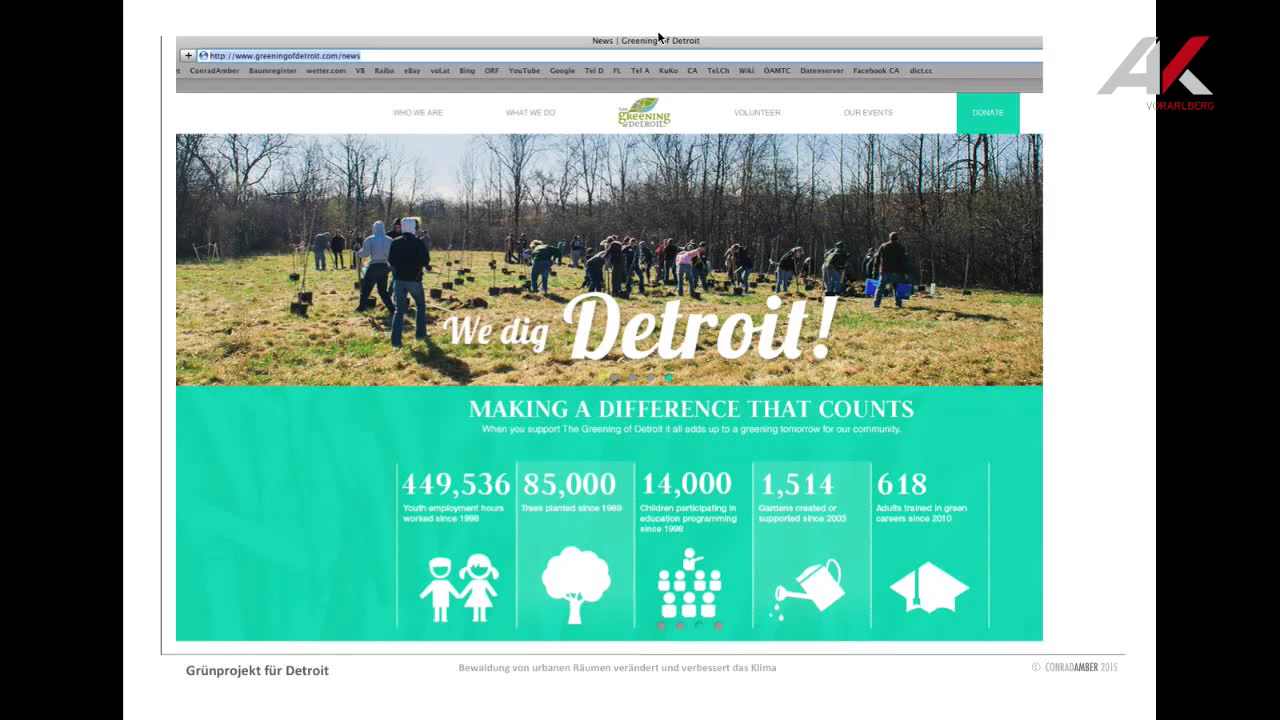 News | Greening of Detroit
http://www.greeningofdetroit.com/news
ConradAmber Baumregister wetter.com VB Raiba eBay vol.at Bing ORF YouTube Google Tel D FL Tel A KuKo CA Tel.Ch Wiki ÖAMTC Datenserver Facebook CA dict.cc
AK
VORARLBERG
WHO WE ARE WHAT WE DO THE greening of DETROIT VOLUNTEER OUR EVENTS DONATE
We dig Detroit!
MAKING A DIFFERENCE THAT COUNTS
When you support The Greening of Detroit it all adds up to a greening tomorrow for our community.
449,536
Youth employment hours
worked since 1998
85,000
Trees planted since 1989
14,000
Children participating in
education programming
since 1996
1,514
Gardens created or
supported since 2003
618
Adults trained in green
careers since 2010
Grünprojekt für Detroit
Bewaldung von urbanen Räumen verändert und verbessert das Klima
© CONRADAMBER 2015